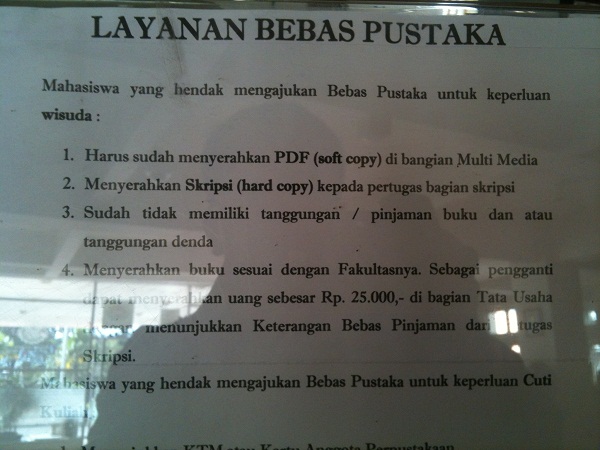 LAYANAN BEBAS PUSTAKA
Mahasiswa yang hendak mengajukan Bebas Pustaka untuk keperluan
wisuda :
1. Harus sudah menyerahkan PDF (soft copy) di bangian Multi Media
2. Menyerahkan Skripsi (hard copy) kepada pertugas bagian skripsi
3. Sudah tidak memiliki tanggungan / pinjaman buku dan atau
tanggungan denda
4. Menyerahkan buku sesuai dengan Fakultasnya. Sebagai pengganti
dapat menyerahkan uang sebesar Rp. 25.000,- di bagian Tata Usaha
menunjukkan Keterangan Bebas Pinjaman dari
Skripsi.
Mahasiswa yang hendak mengajukan Bebas Pustaka untuk keperluan Cuti
Kuliah
KTM atau Kartu Anggota Perpustakaan